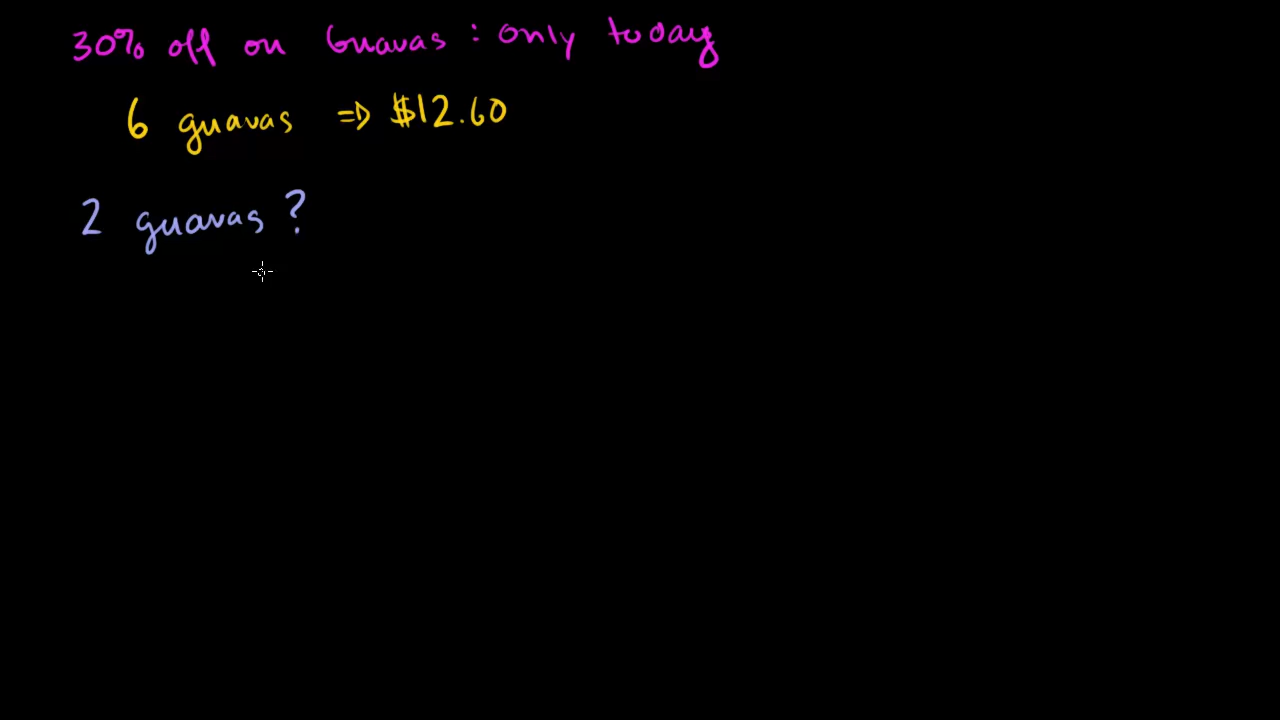 30% off on Guavas : only today
6 guavas ⇒ $12.60
2 guavas ?